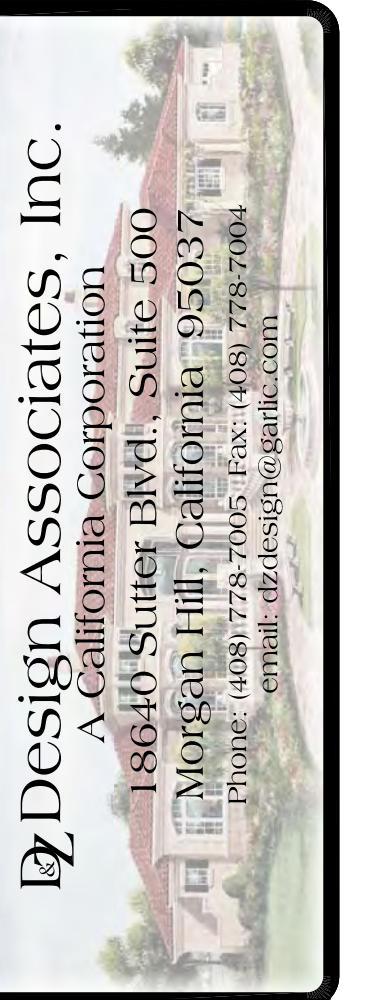 D&Z Design Associates, Inc.
A California Corporation
18640 Sutter Blvd., Suite 500
Morgan Hill, California 95037
Phone: (408) 778-7005 Fax: (408) 778-7004
email: dzdesign@garlic.com